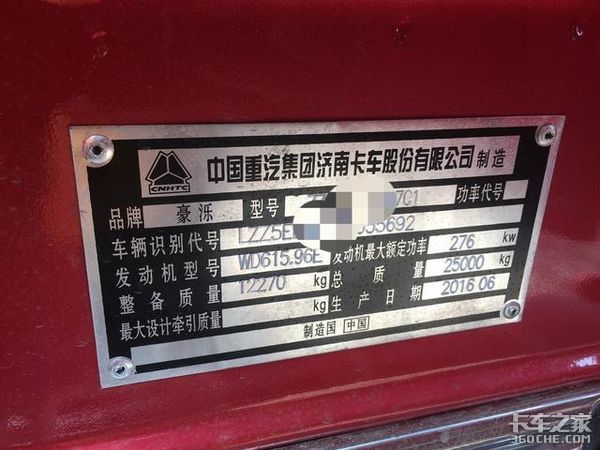 中国重汽集团济南卡车股份有限公司 制造
CNHTC
品牌 豪泺 型号 7C1 功率代号
车辆识别代号 LZZ5E 055692
发动机型号 WD615.96E 发动机最大额定功率 276 kw
整备质量 12270 kg 总质量 25000 kg
最大设计牵引质量 kg 生产日期 2016 06
制造国 中国
卡车之家
360CHE.COM